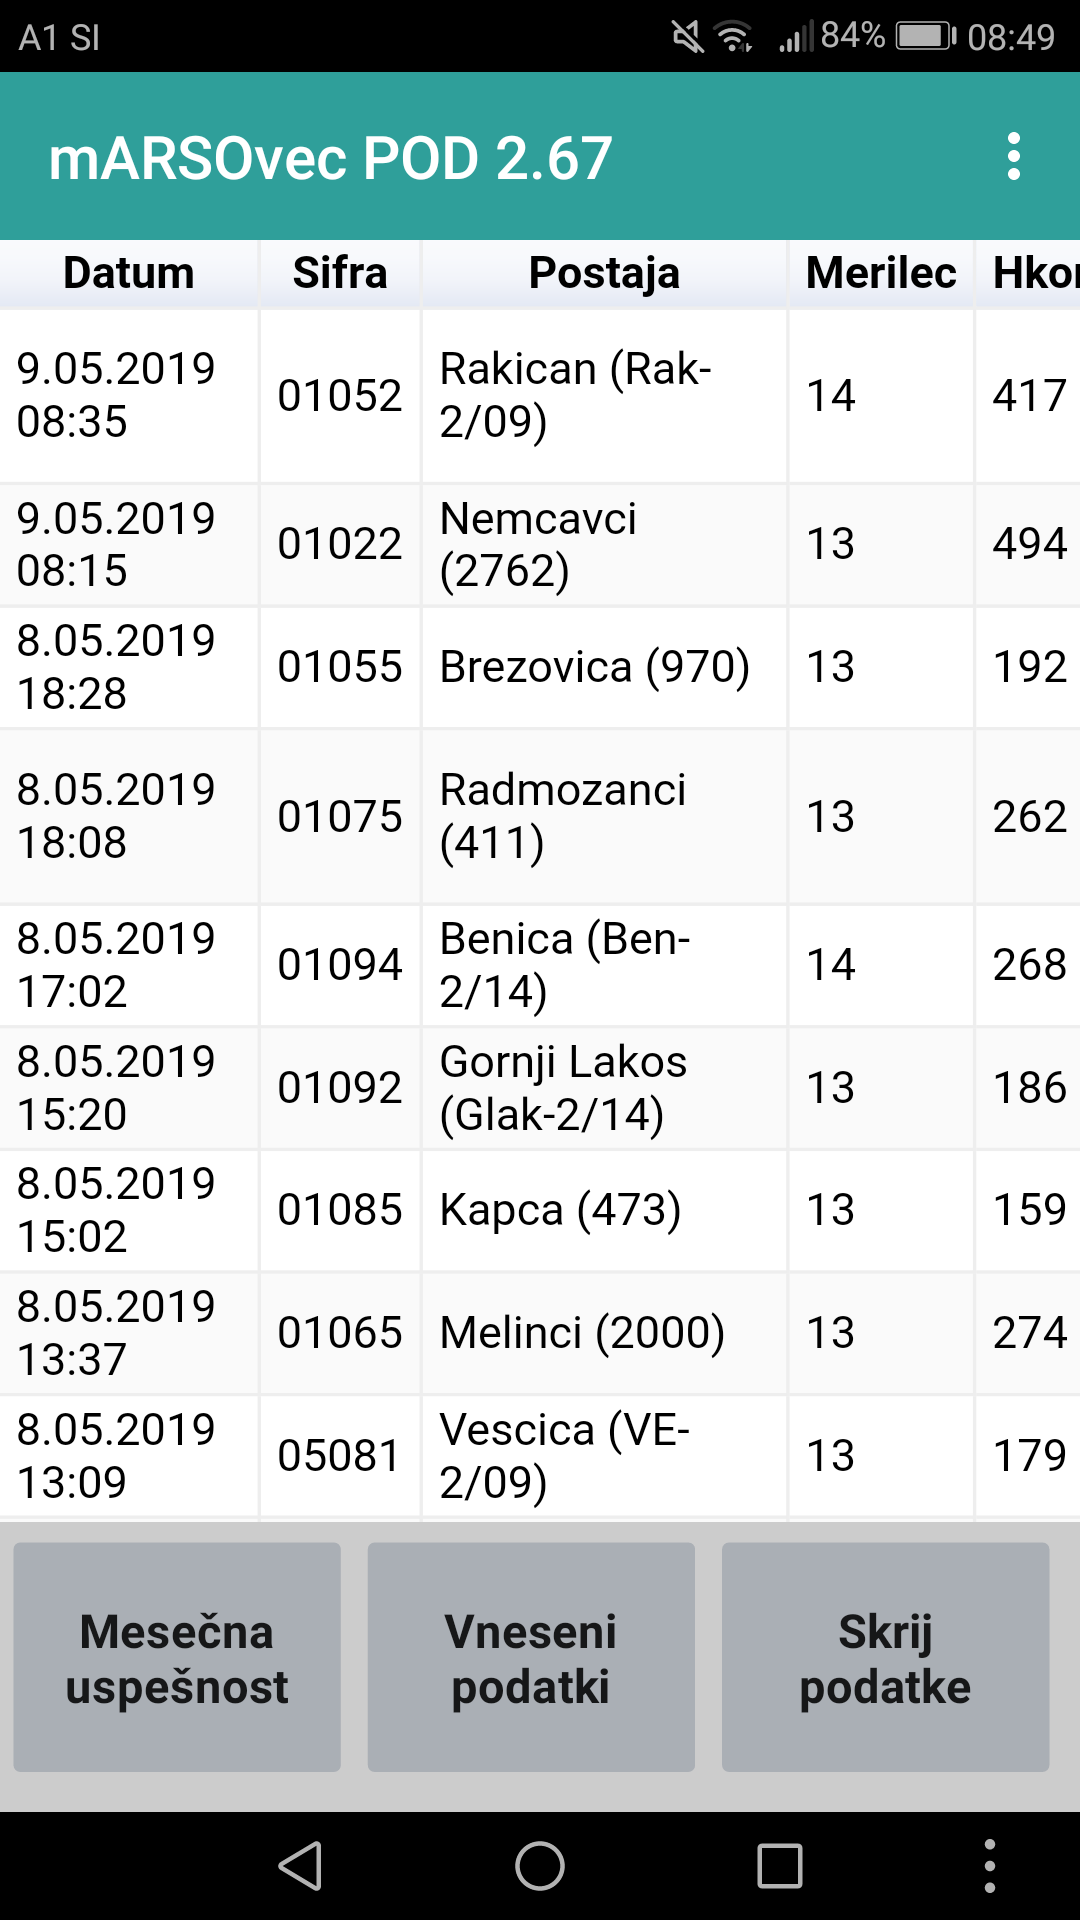 A1 SI 84% 08:49
mARSOvec POD 2.67
Datum Sifra Postaja Merilec Hkor
9.05.2019 08:35 01052 Rakican (Rak-2/09) 14 417
9.05.2019 08:15 01022 Nemcavci (2762) 13 494
8.05.2019 18:28 01055 Brezovica (970) 13 192
8.05.2019 18:08 01075 Radmozanci (411) 13 262
8.05.2019 17:02 01094 Benica (Ben-2/14) 14 268
8.05.2019 15:20 01092 Gornji Lakos (Glak-2/14) 13 186
8.05.2019 15:02 01085 Kapca (473) 13 159
8.05.2019 13:37 01065 Melinci (2000) 13 274
8.05.2019 13:09 05081 Vescica (VE-2/09) 13 179
Mesečna uspešnost
Vneseni podatki
Skrij podatke